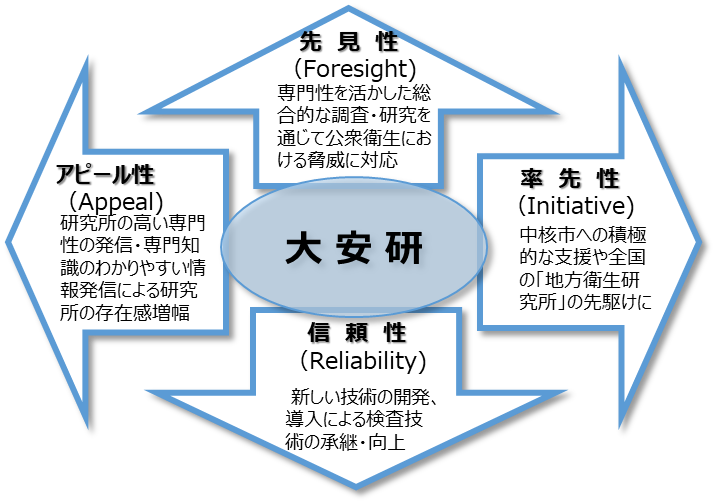 先 見 性
（Foresight）
専門性を活かした総
合的な調査・研究を
通じて公衆衛生にお
ける脅威に対応
アピール性
（Appeal）
研究所の高い専門
性の発信・専門知
識のわかりやすい情
報発信による研究
所の存在感増幅
大 安 研
率 先 性
（Initiative）
中核市への積極
的な支援や全国
の「地方衛生研
究所」の先駆けに
信 頼 性
（Reliability）
新しい技術の開発、
導入による検査技
術の承継・向上